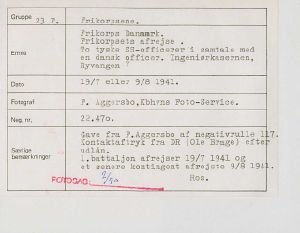 Gruppe 23 P. Frikorpsene.
Frikorps Danmark.
Frikorpsets afrejse .
Emne To tyske SS-officerer i samtale med
en dansk officer. Ingeniørkasernen,
Ryvangen ?
Dato 19/7 eller 9/8 1941.
Fotograf P. Aggersbo, Kbhvns Foto-Service.
Neg. nr. 22.470.
Gave fra P.Aggersbo af negativrulle 117.
Kontaktaftryk fra DR (Ole Brage) efter
Særlige bemærkninger udlån.
1.battaljon afrejser 19/7 1941 og
et senere kontingent afrejste 9/8 1941.
FOTOSAG: Ros.